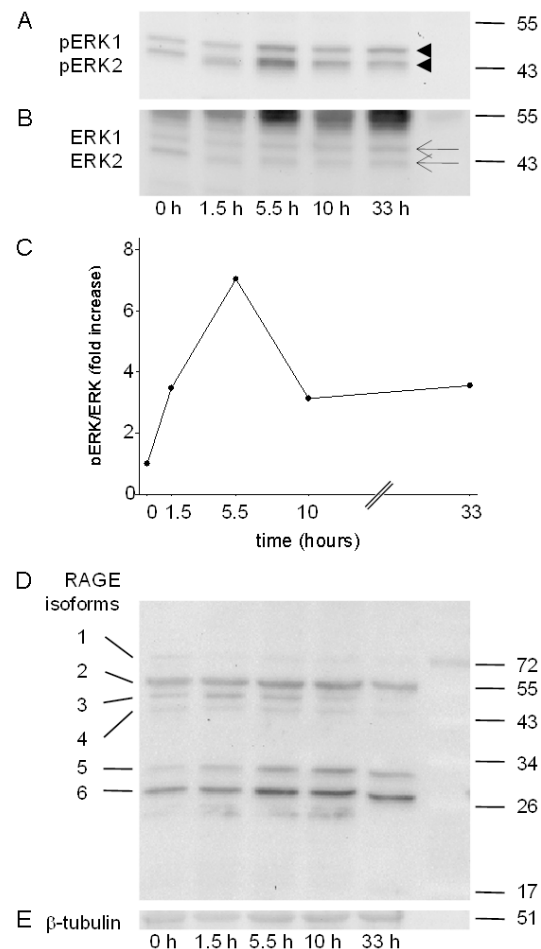 A
pERK1
pERK2
55
43
B
ERK1
ERK2
55
43
0 h 1.5 h 5.5 h 10 h 33 h
C
pERK/ERK (fold increase)
8
6
4
2
0
0 1.5 5.5 10 33
time (hours)
D
RAGE
isoforms
1
2
3
4
5
6
72
55
43
34
26
17
E β-tubulin 51
0 h 1.5 h 5.5 h 10 h 33 h